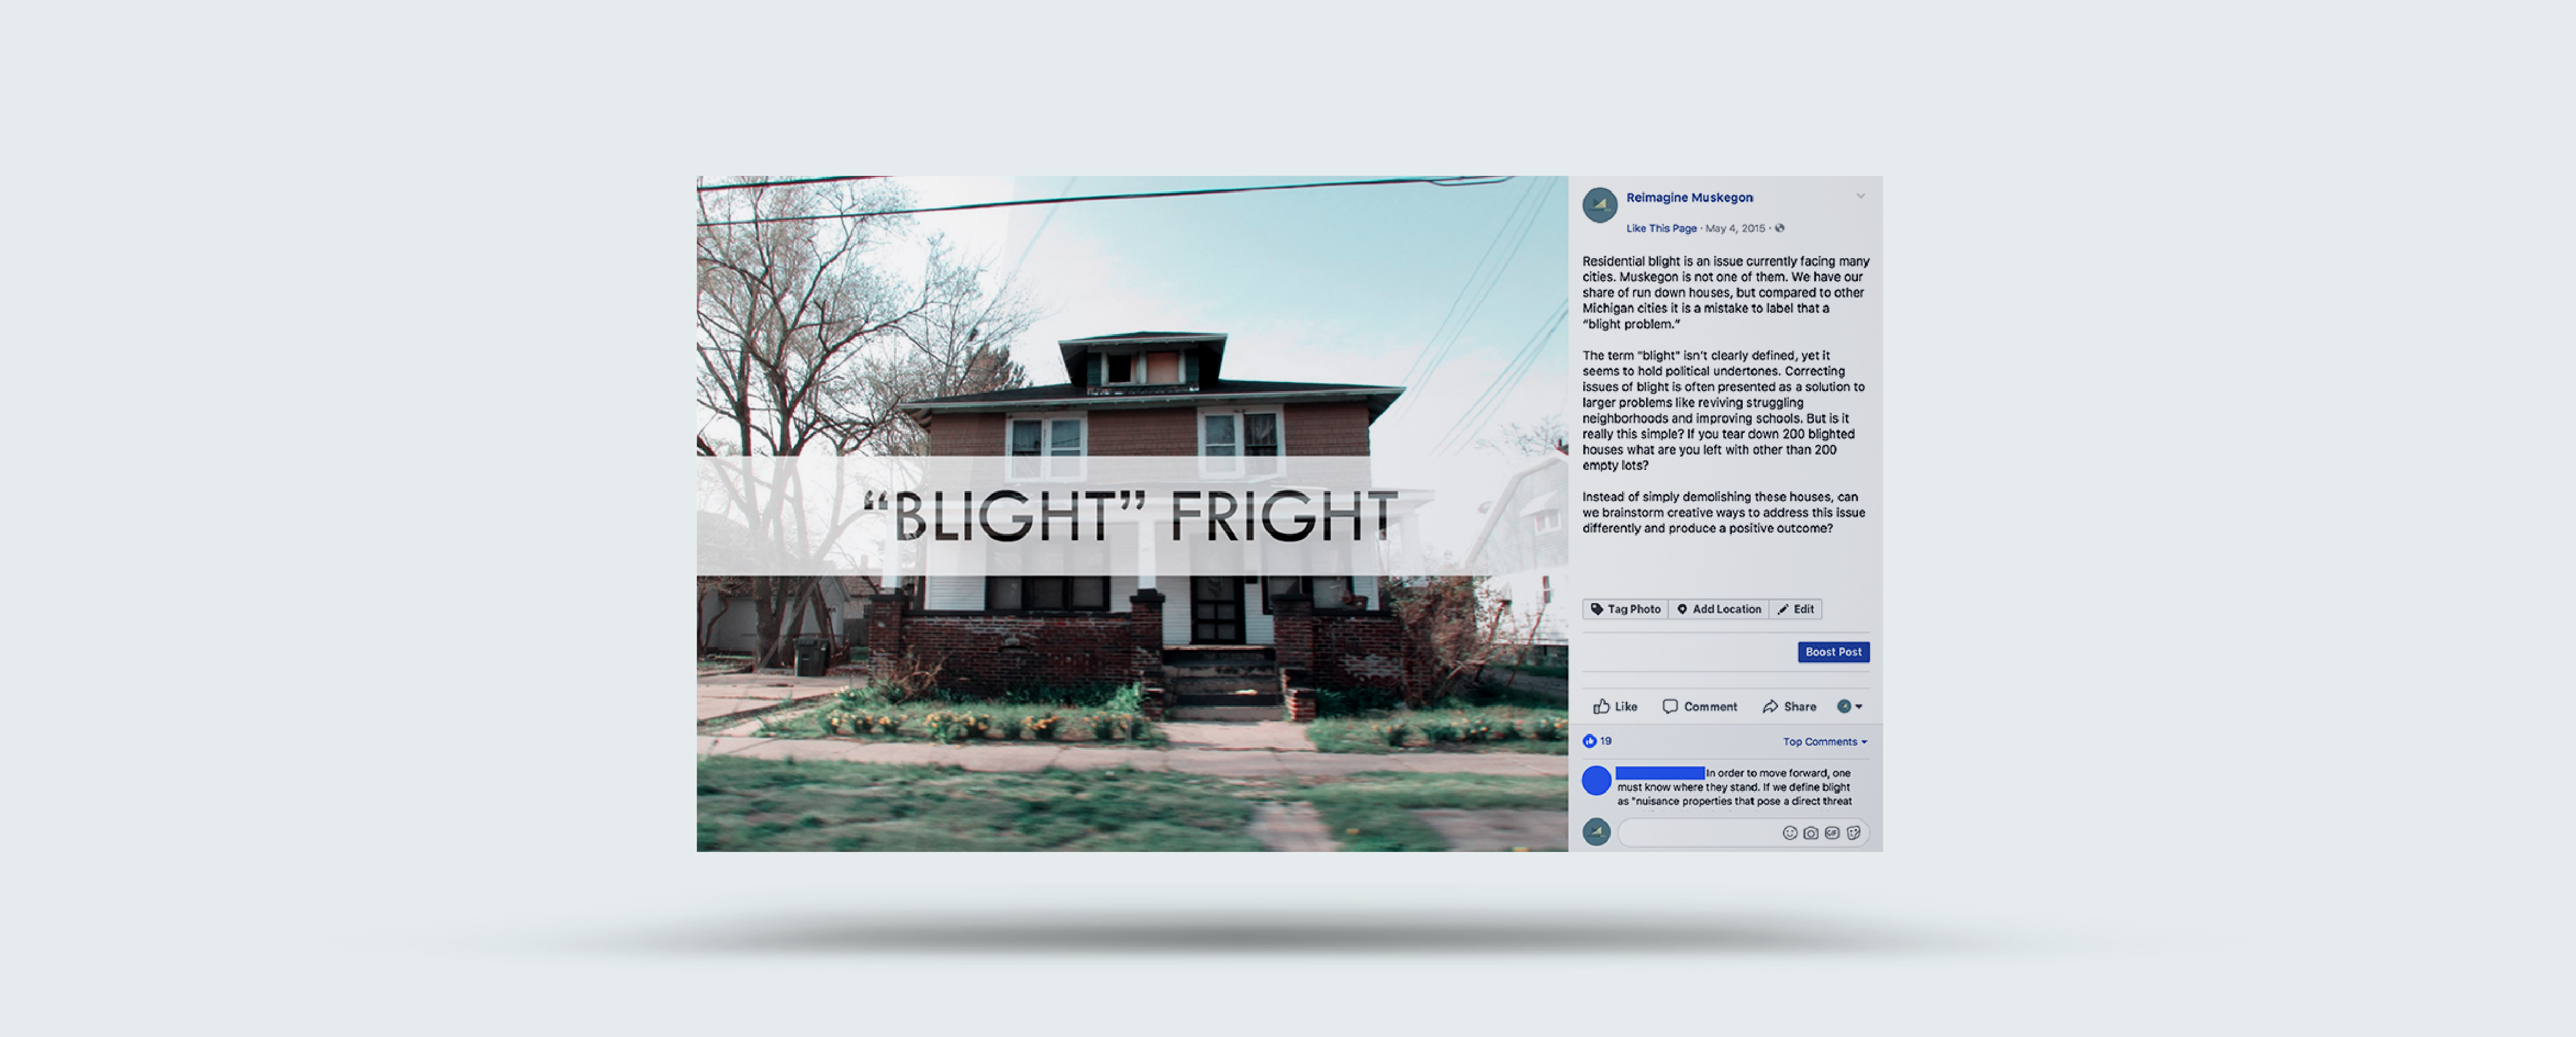 “BLIGHT” FRIGHT
Reimagine Muskegon
Like This Page · May 4, 2015 ·
Residential blight is an issue currently facing many
cities. Muskegon is not one of them. We have our
share of run down houses, but compared to other
Michigan cities it is a mistake to label that a
“blight problem.”
The term "blight" isn’t clearly defined, yet it
seems to hold political undertones. Correcting
issues of blight is often presented as a solution to
larger problems like reviving struggling
neighborhoods and improving schools. But is it
really this simple? If you tear down 200 blighted
houses what are you left with other than 200
empty lots?
Instead of simply demolishing these houses, can
we brainstorm creative ways to address this issue
differently and produce a positive outcome?
Tag Photo Add Location Edit
Boost Post
Like Comment Share
19 Top Comments
In order to move forward, one
must know where they stand. If we define blight
as "nuisance properties that pose a direct threat
GIF